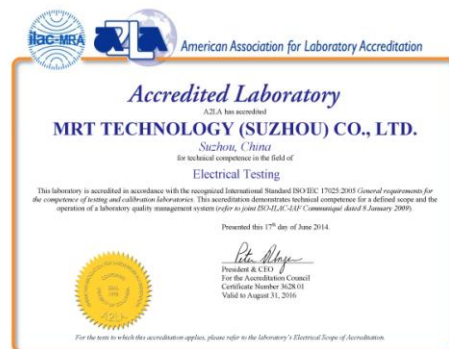 ilac-MRA
A2LA
American Association for Laboratory Accreditation
Accredited Laboratory
A2LA has accredited
MRT TECHNOLOGY (SUZHOU) CO., LTD.
Suzhou, China
for technical competence in the field of
Electrical Testing
This laboratory is accredited in accordance with the recognized International Standard ISO/IEC 17025:2005 General requirements for
the competence of testing and calibration laboratories. This accreditation demonstrates technical competence for a defined scope and the
operation of a laboratory quality management system (refer to joint ISO-ILAC-IAF Communiqué dated 8 January 2009).
Presented this 17th day of June 2014.
President & CEO
For the Accreditation Council
Certificate Number 3628.01
Valid to August 31, 2016
A2LA
For the tests to which this accreditation applies, please refer to the laboratory's Electrical Scope of Accreditation.